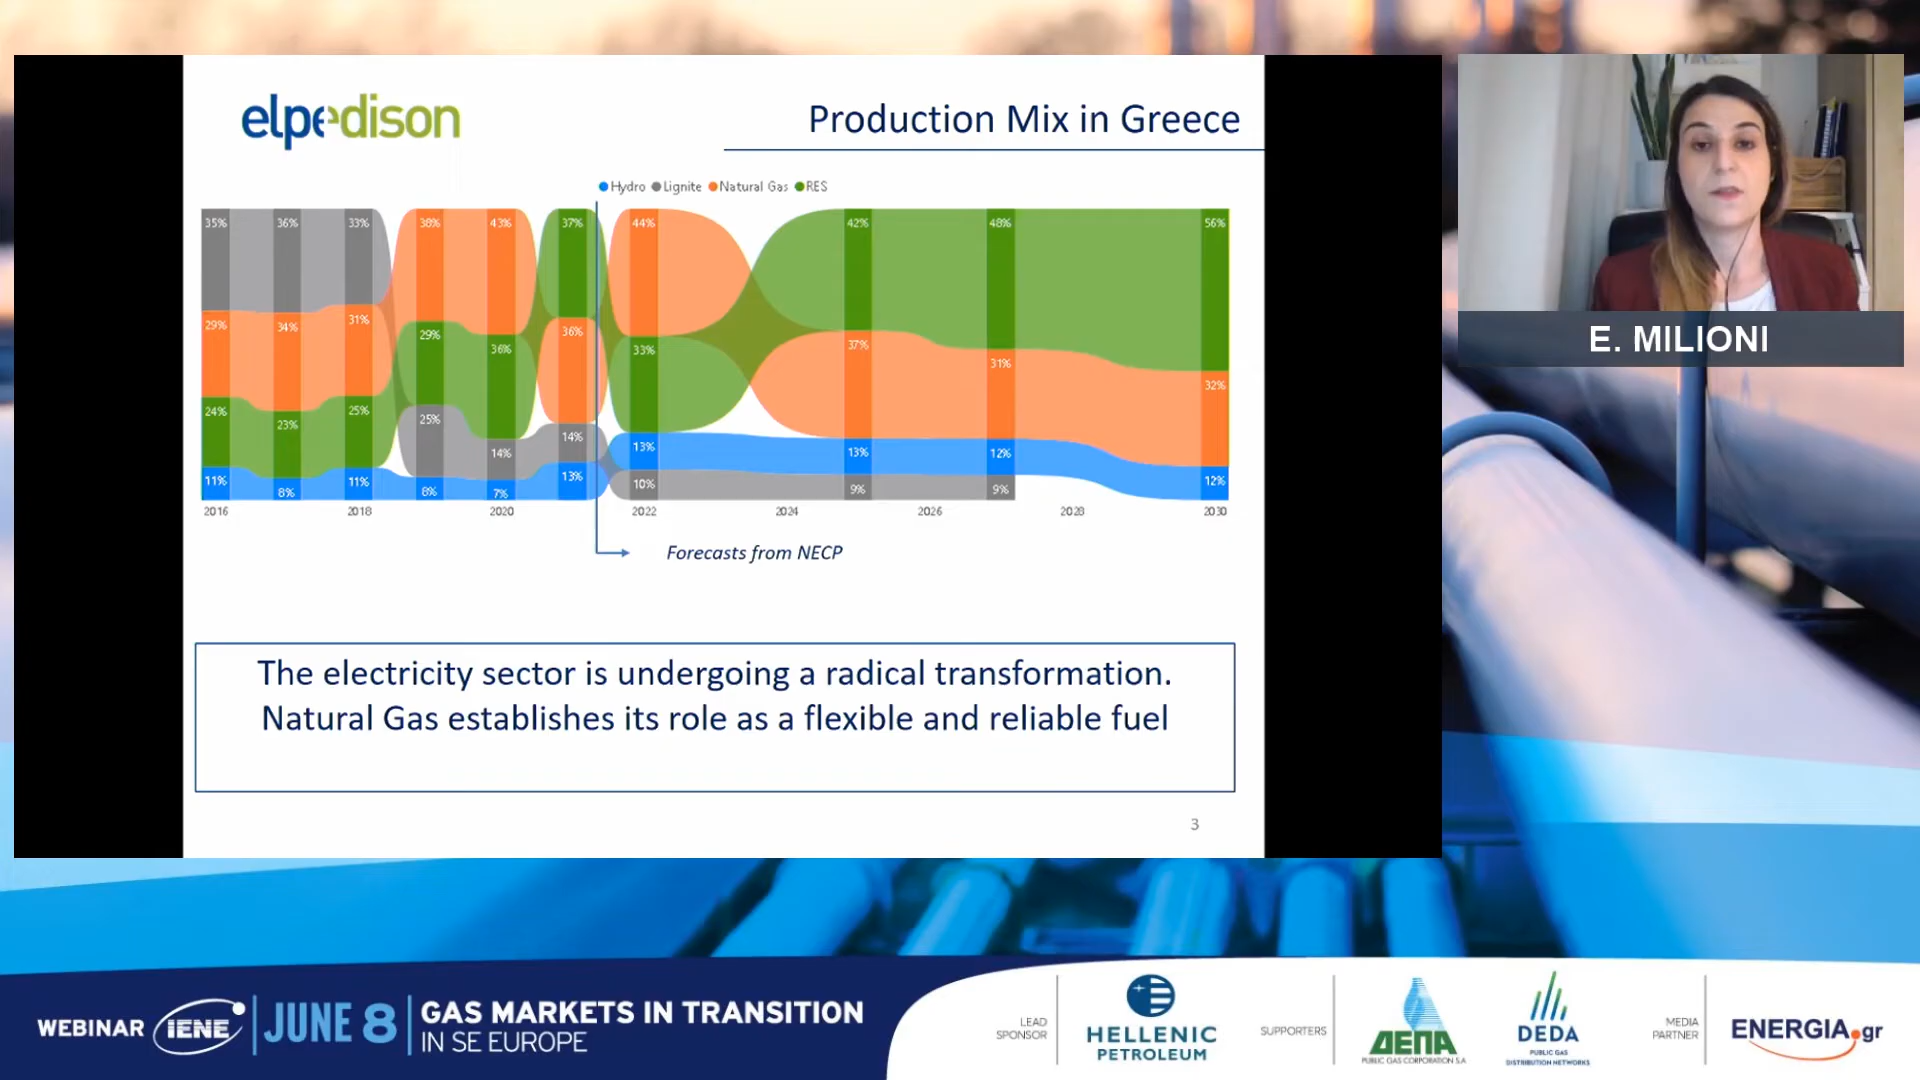 elpedison
Production Mix in Greece
Hydro Lignite Natural Gas RES
35% 36% 33% 38% 43% 37% 44% 42% 48% 56%
29% 34% 31% 29% 36% 36% 33% 37% 31% 32%
24% 23% 25% 25% 14% 14% 13% 13% 12% 12%
11% 8% 11% 8% 7% 13% 10% 9% 9%
2016 2018 2020 2022 2024 2026 2028 2030
Forecasts from NECP
The electricity sector is undergoing a radical transformation.
Natural Gas establishes its role as a flexible and reliable fuel
3
E. MILIONI
WEBINAR IENE JUNE 8
GAS MARKETS IN TRANSITION
IN SE EUROPE
LEAD
SPONSOR
HELLENIC
PETROLEUM
SUPPORTERS
ΔΕΠΑ
PUBLIC GAS CORPORATION S.A
DEDA
PUBLIC GAS
DISTRIBUTION NETWORKS
MEDIA
PARTNER
ENERGIA.gr